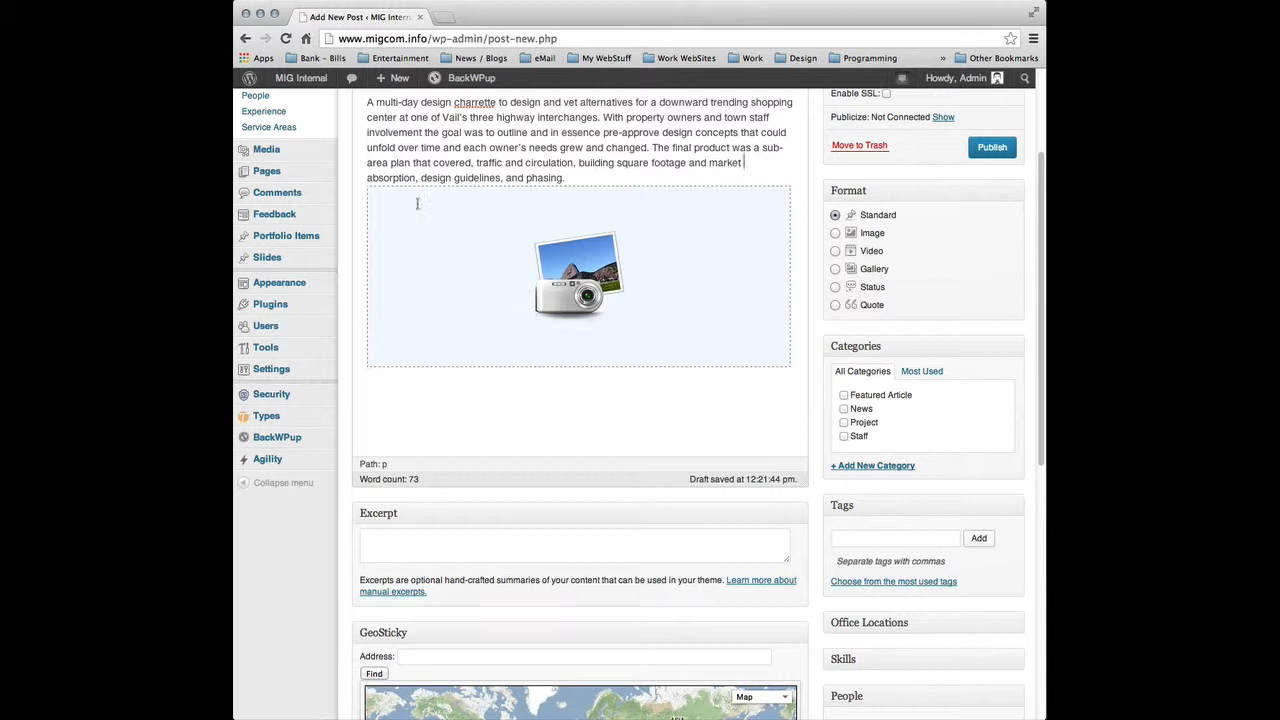 Add New Post ‹ MIG Intern
www.migcom.info/wp-admin/post-new.php
Apps Bank - Bills Entertainment News / Blogs eMail My WebStuff Work WebSites Work Design Programming » Other Bookmarks
MIG Internal + New BackWPup Howdy, Admin
People
Experience
Service Areas
Media
Pages
Comments
Feedback
Portfolio Items
Slides
Appearance
Plugins
Users
Tools
Settings
Security
Types
BackWPup
Agility
Collapse menu
A multi-day design charrette to design and vet alternatives for a downward trending shopping
center at one of Vail's three highway interchanges. With property owners and town staff
involvement the goal was to outline and in essence pre-approve design concepts that could
unfold over time and each owner's needs grew and changed. The final product was a sub-
area plan that covered, traffic and circulation, building square footage and market
absorption, design guidelines, and phasing.
Path: p
Word count: 73 Draft saved at 12:21:44 pm.
Excerpt
Excerpts are optional hand-crafted summaries of your content that can be used in your theme. Learn more about
manual excerpts.
GeoSticky
Address:
Find
Map
Enable SSL:
Publicize: Not Connected Show
Move to Trash Publish
Format
Standard
Image
Video
Gallery
Status
Quote
Categories
All Categories Most Used
Featured Article
News
Project
Staff
+ Add New Category
Tags
Add
Separate tags with commas
Choose from the most used tags
Office Locations
Skills
People